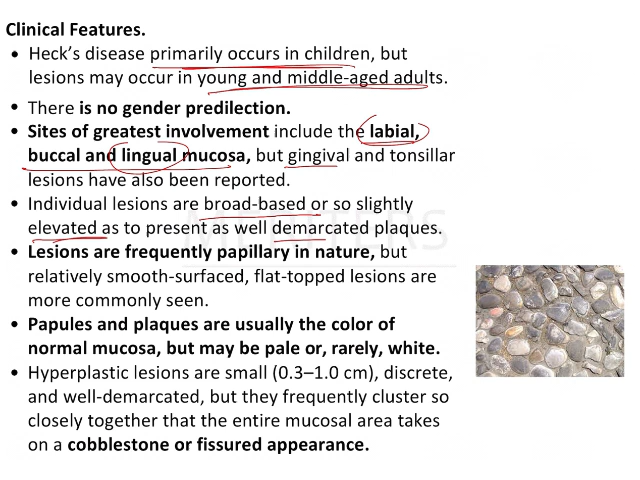 Clinical Features.
• Heck's disease primarily occurs in children, but
lesions may occur in young and middle-aged adults.
• There is no gender predilection.
• Sites of greatest involvement include the labial,
buccal and lingual mucosa, but gingival and tonsillar
lesions have also been reported.
• Individual lesions are broad-based or so slightly
elevated as to present as well demarcated plaques.
• Lesions are frequently papillary in nature, but
relatively smooth-surfaced, flat-topped lesions are
more commonly seen.
• Papules and plaques are usually the color of
normal mucosa, but may be pale or, rarely, white.
• Hyperplastic lesions are small (0.3–1.0 cm), discrete,
and well-demarcated, but they frequently cluster so
closely together that the entire mucosal area takes
on a cobblestone or fissured appearance.